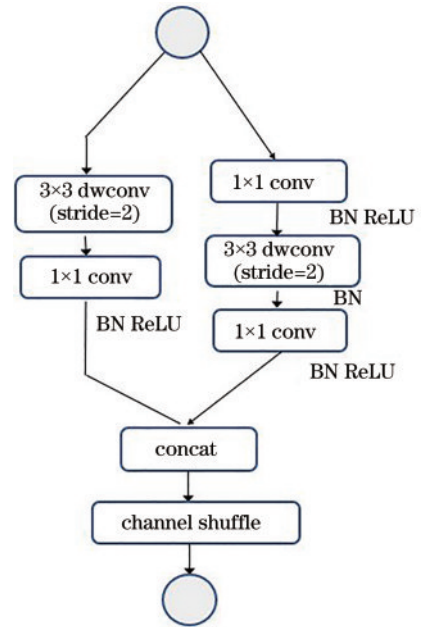 3×3 dwconv
(stride=2)
1×1 conv
BN ReLU
1×1 conv
BN ReLU
3×3 dwconv
(stride=2)
BN
1×1 conv
BN ReLU
concat
channel shuffle